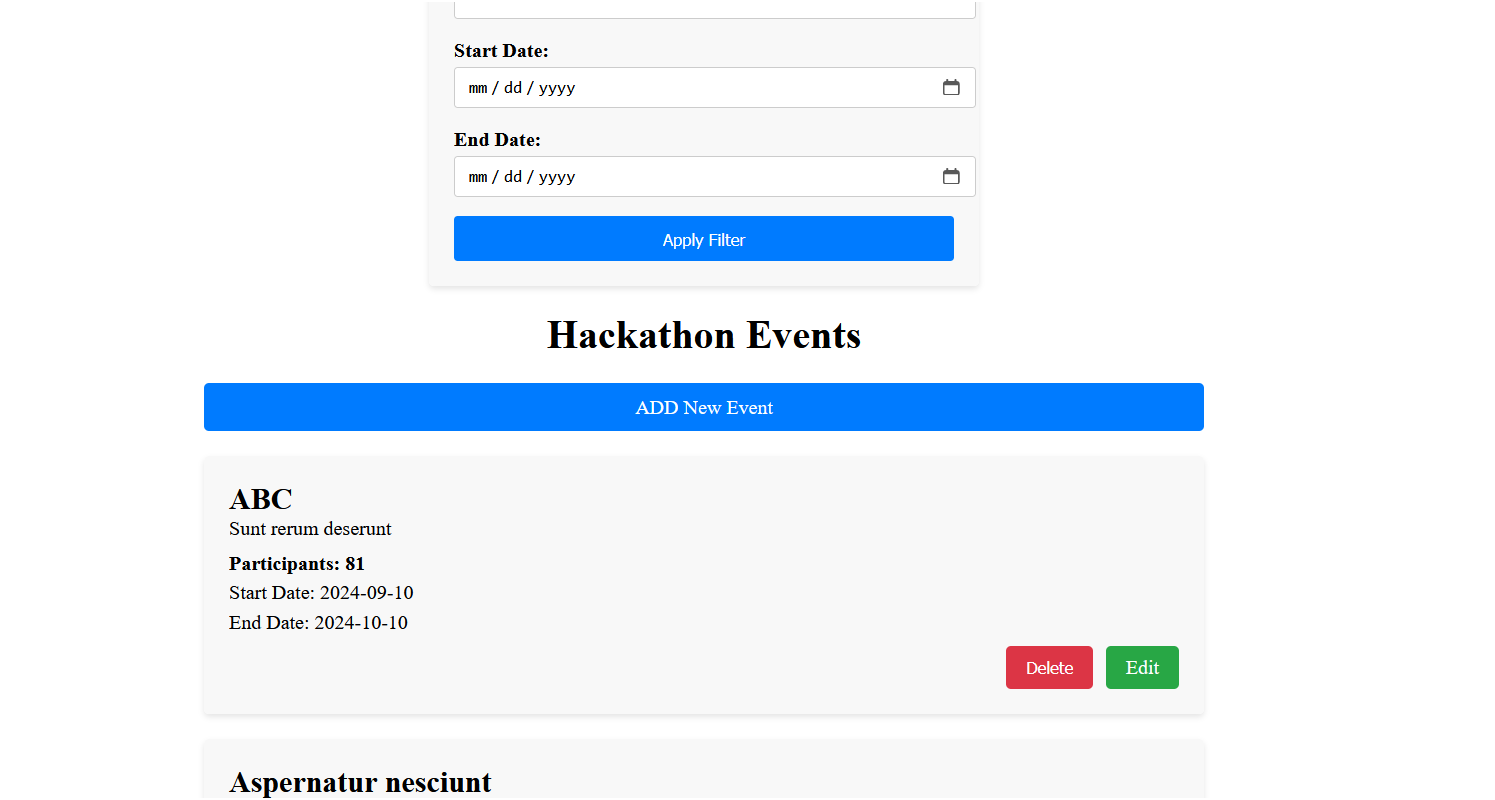 Start Date:
mm / dd / yyyy
End Date:
mm / dd / yyyy
Apply Filter
Hackathon Events
ADD New Event
ABC
Sunt rerum deserunt
Participants: 81
Start Date: 2024-09-10
End Date: 2024-10-10
Delete Edit
Aspernatur nesciunt